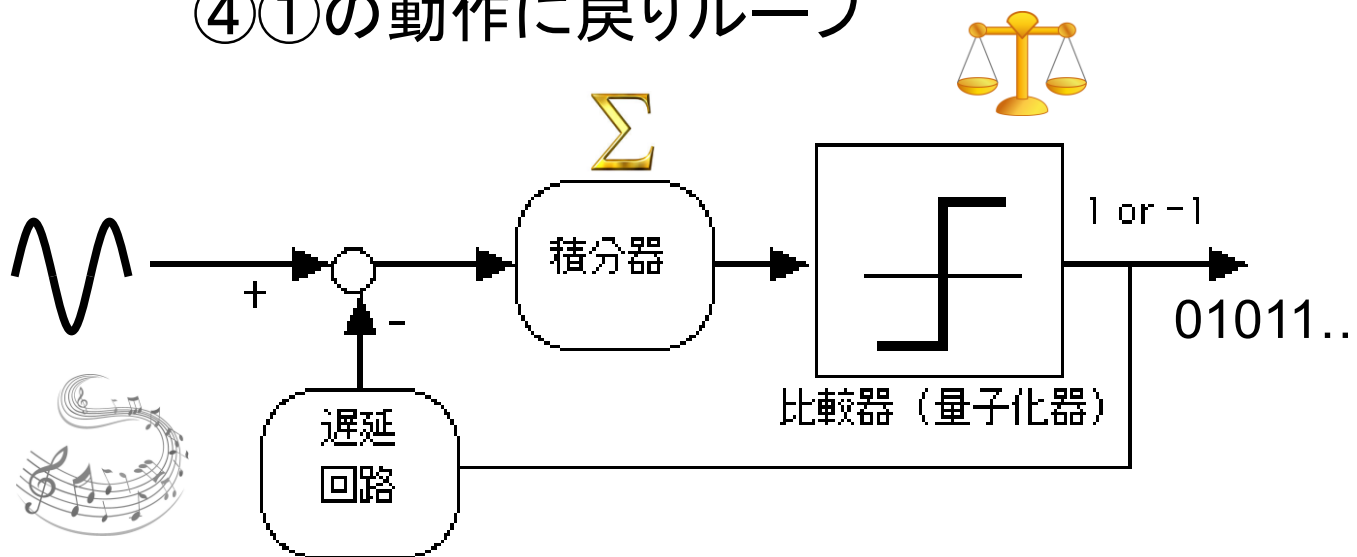 ④①の動作に戻りループ
Σ
積分器
1 or -1
+
-
01011..
比較器（量子化器）
遅延
回路